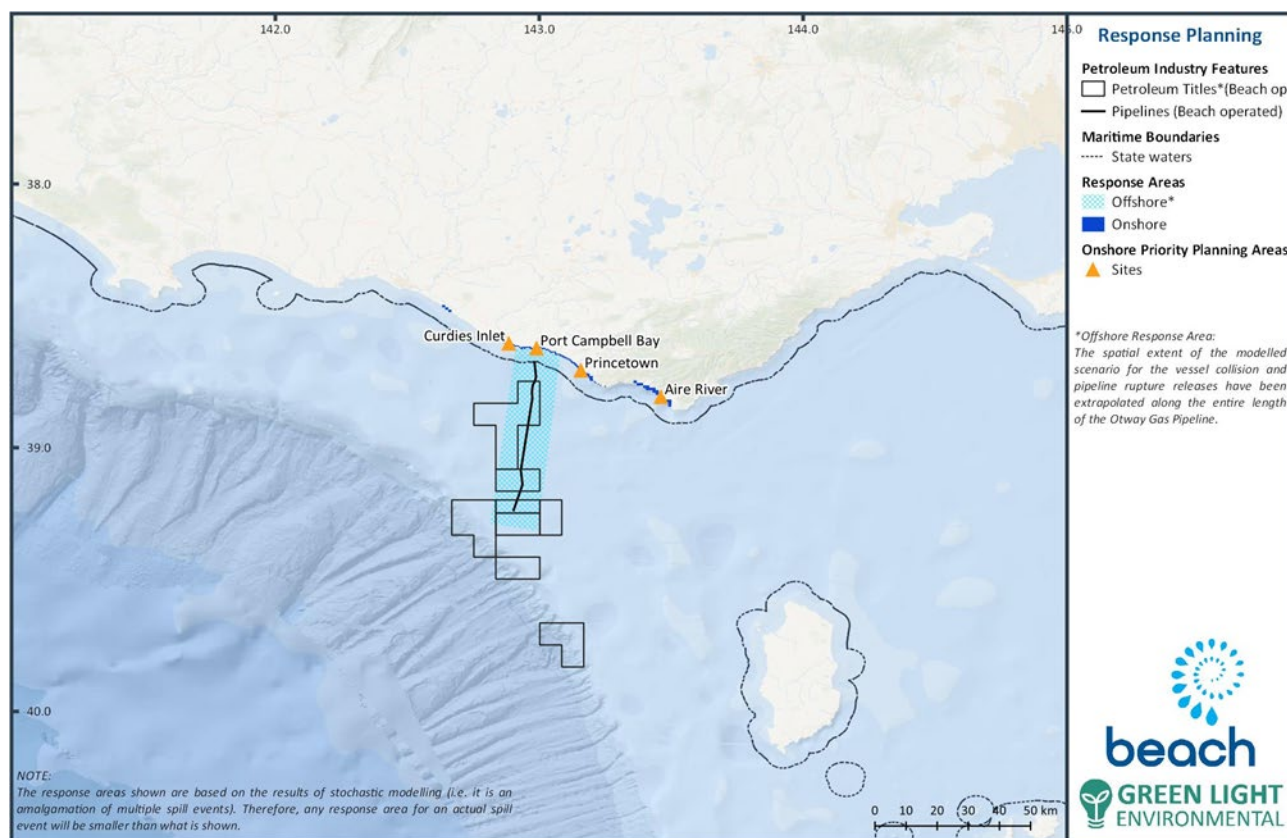 142.0
143.0
144.0
145.0
38.0
39.0
40.0
Curdies Inlet
Port Campbell Bay
Princetown
Aire River
NOTE:
The response areas shown are based on the results of stochastic modelling (i.e. it is an
amalgamation of multiple spill events). Therefore, any response area for an actual spill
event will be smaller than what is shown.
0 10 20 30 40 50 km
Response Planning
Petroleum Industry Features
Petroleum Titles*(Beach op
Pipelines (Beach operated)
Maritime Boundaries
State waters
Response Areas
Offshore*
Onshore
Onshore Priority Planning Areas
Sites
*Offshore Response Area:
The spatial extent of the modelled
scenario for the vessel collision and
pipeline rupture releases have been
extrapolated along the entire length
of the Otway Gas Pipeline.
beach
GREEN LIGHT
ENVIRONMENTAL